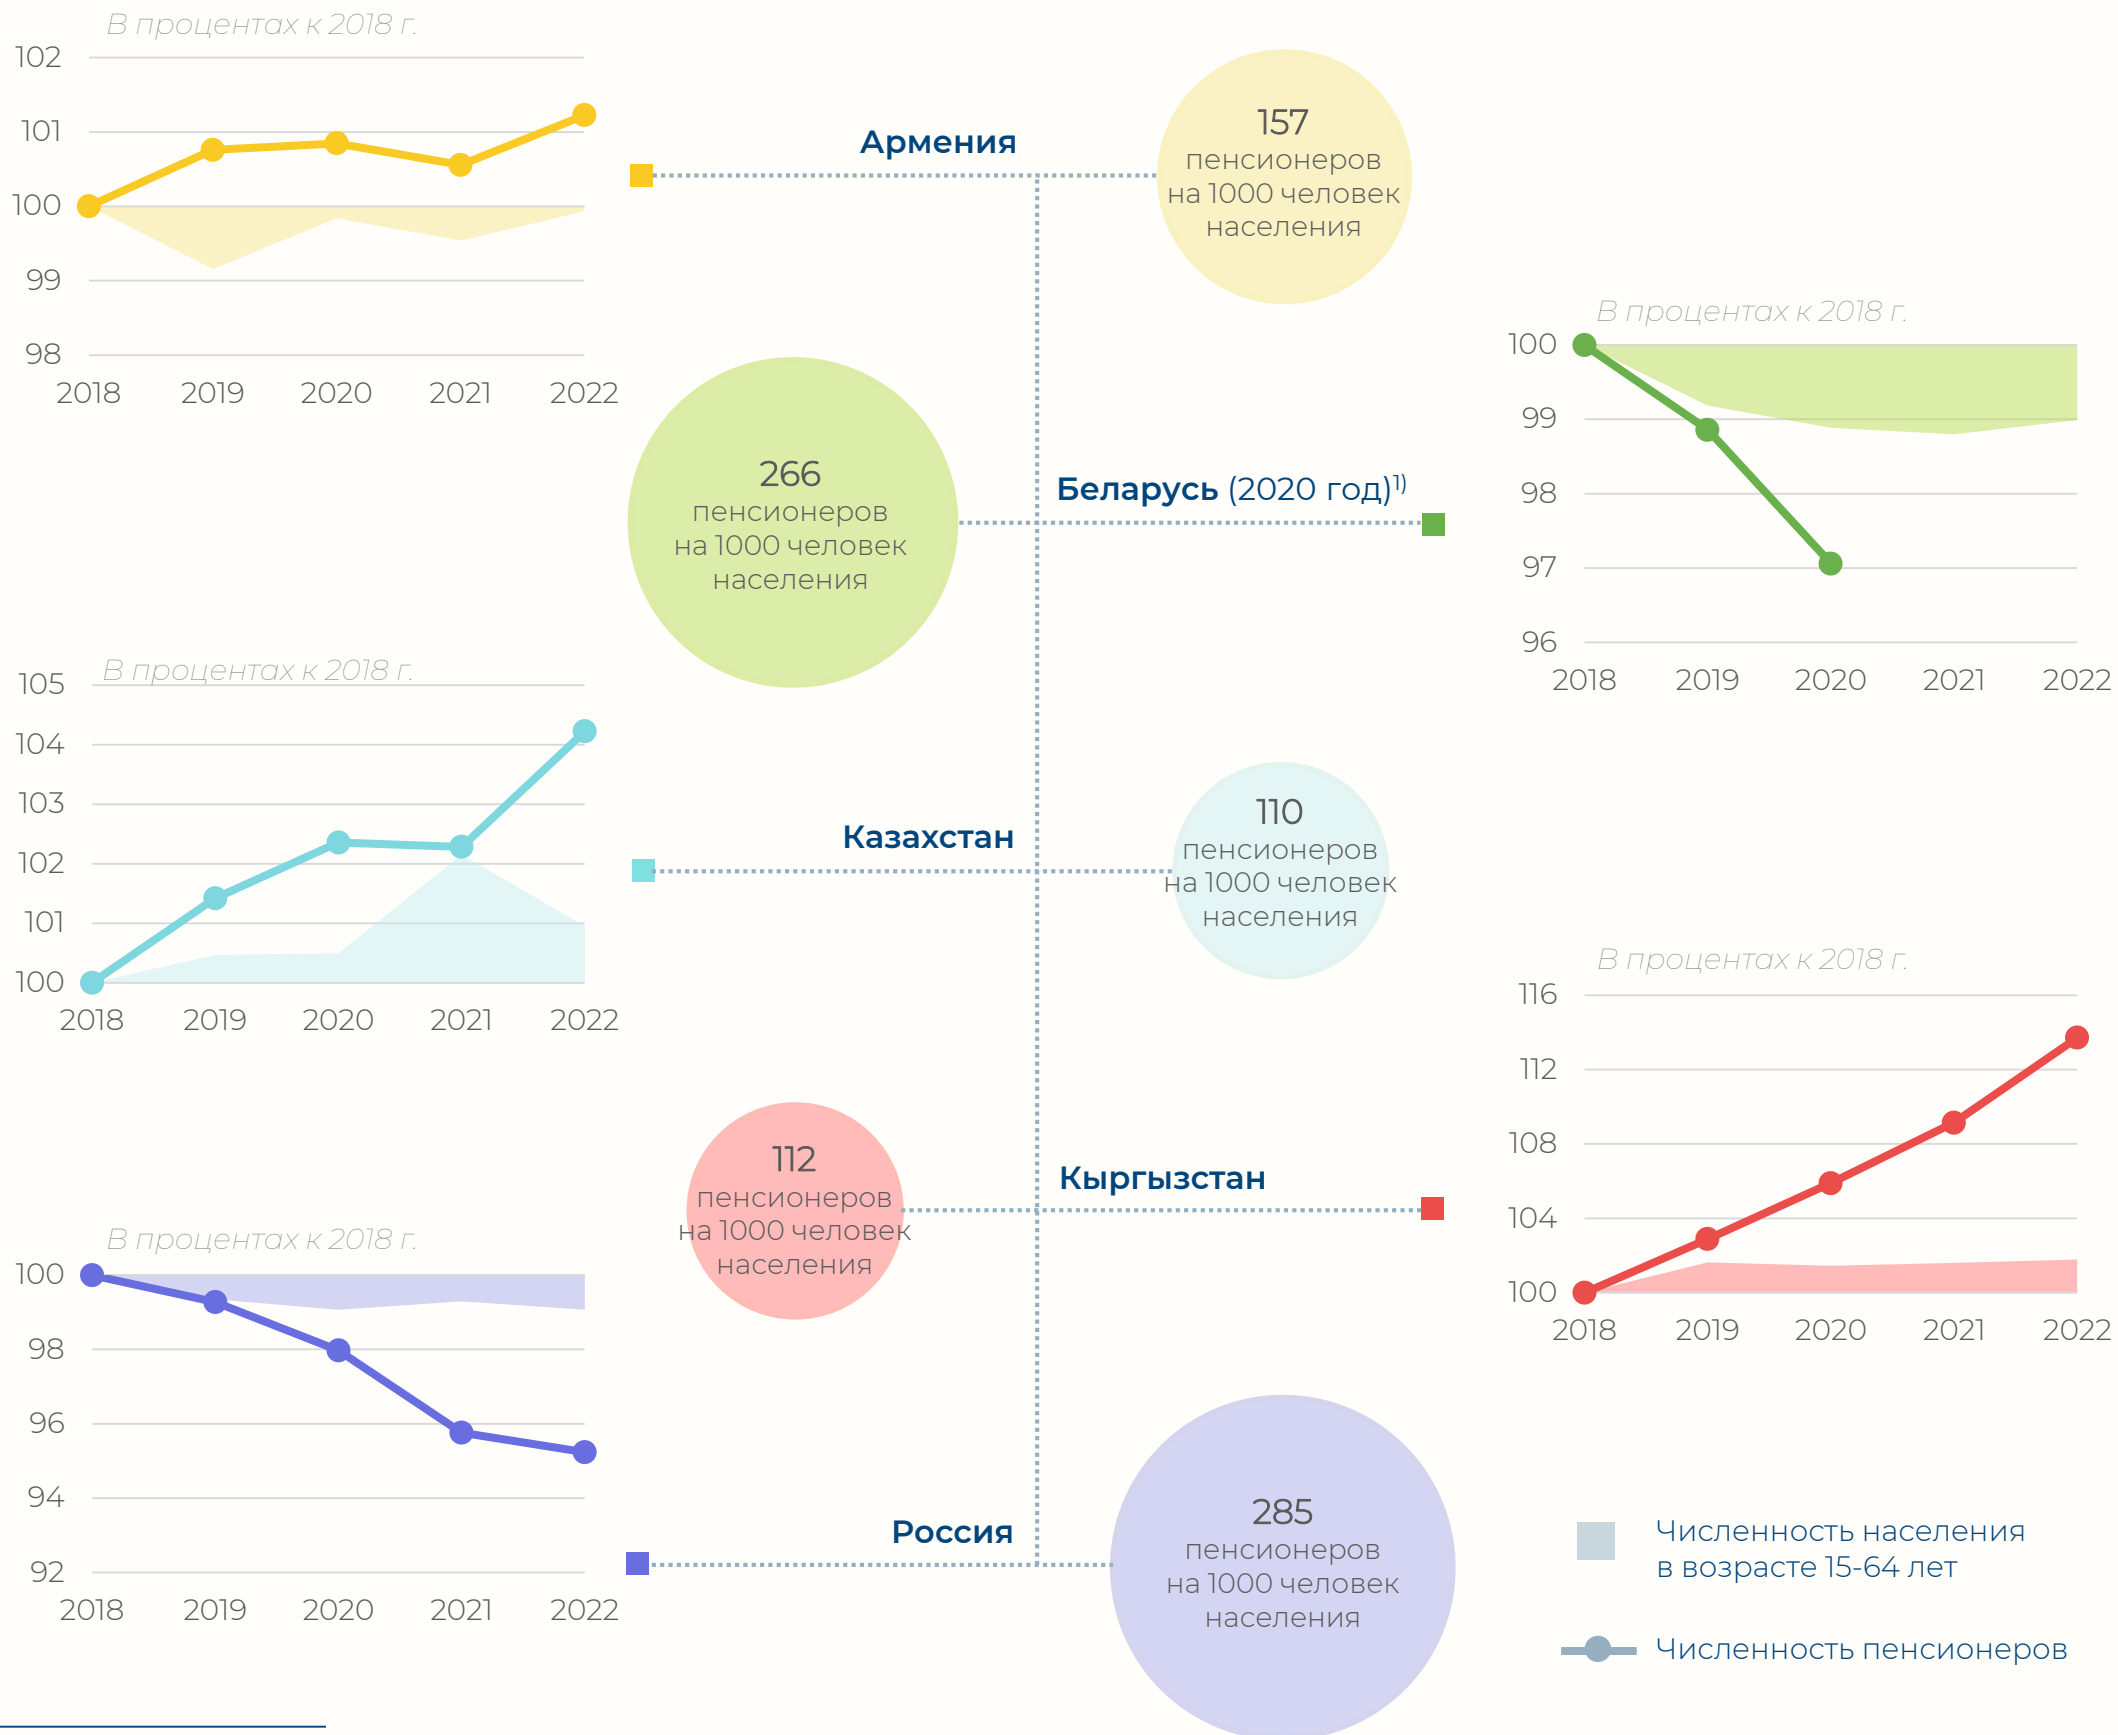 В процентах к 2018 г.
102
101
100
99
98
2018 2019 2020 2021 2022
Армения
157
пенсионеров
на 1000 человек
населения
В процентах к 2018 г.
100
99
98
97
96
2018 2019 2020 2021 2022
266
пенсионеров
на 1000 человек
населения
Беларусь (2020 год)¹⁾
В процентах к 2018 г.
105
104
103
102
101
100
2018 2019 2020 2021 2022
Казахстан
110
пенсионеров
на 1000 человек
населения
В процентах к 2018 г.
116
112
108
104
100
2018 2019 2020 2021 2022
112
пенсионеров
на 1000 человек
населения
Кыргызстан
В процентах к 2018 г.
100
98
96
94
92
2018 2019 2020 2021 2022
Россия
285
пенсионеров
на 1000 человек
населения
Численность населения
в возрасте 15-64 лет
Численность пенсионеров